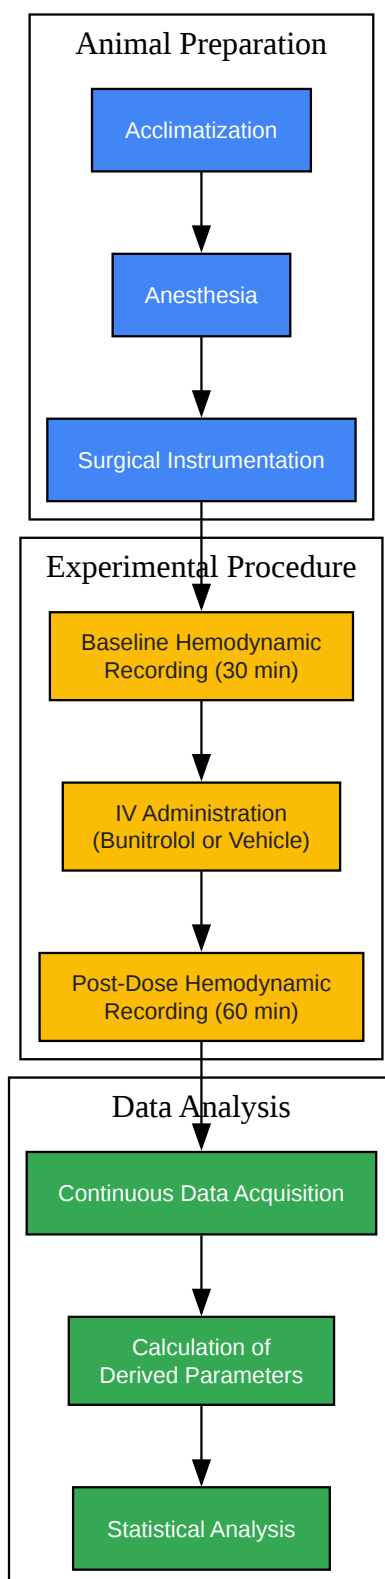 Animal Preparation
Acclimatization
Anesthesia
Surgical Instrumentation
Experimental Procedure
Baseline Hemodynamic
Recording (30 min)
IV Administration
(Bunitrolol or Vehicle)
Post-Dose Hemodynamic
Recording (60 min)
Data Analysis
Continuous Data Acquisition
Calculation of
Derived Parameters
Statistical Analysis